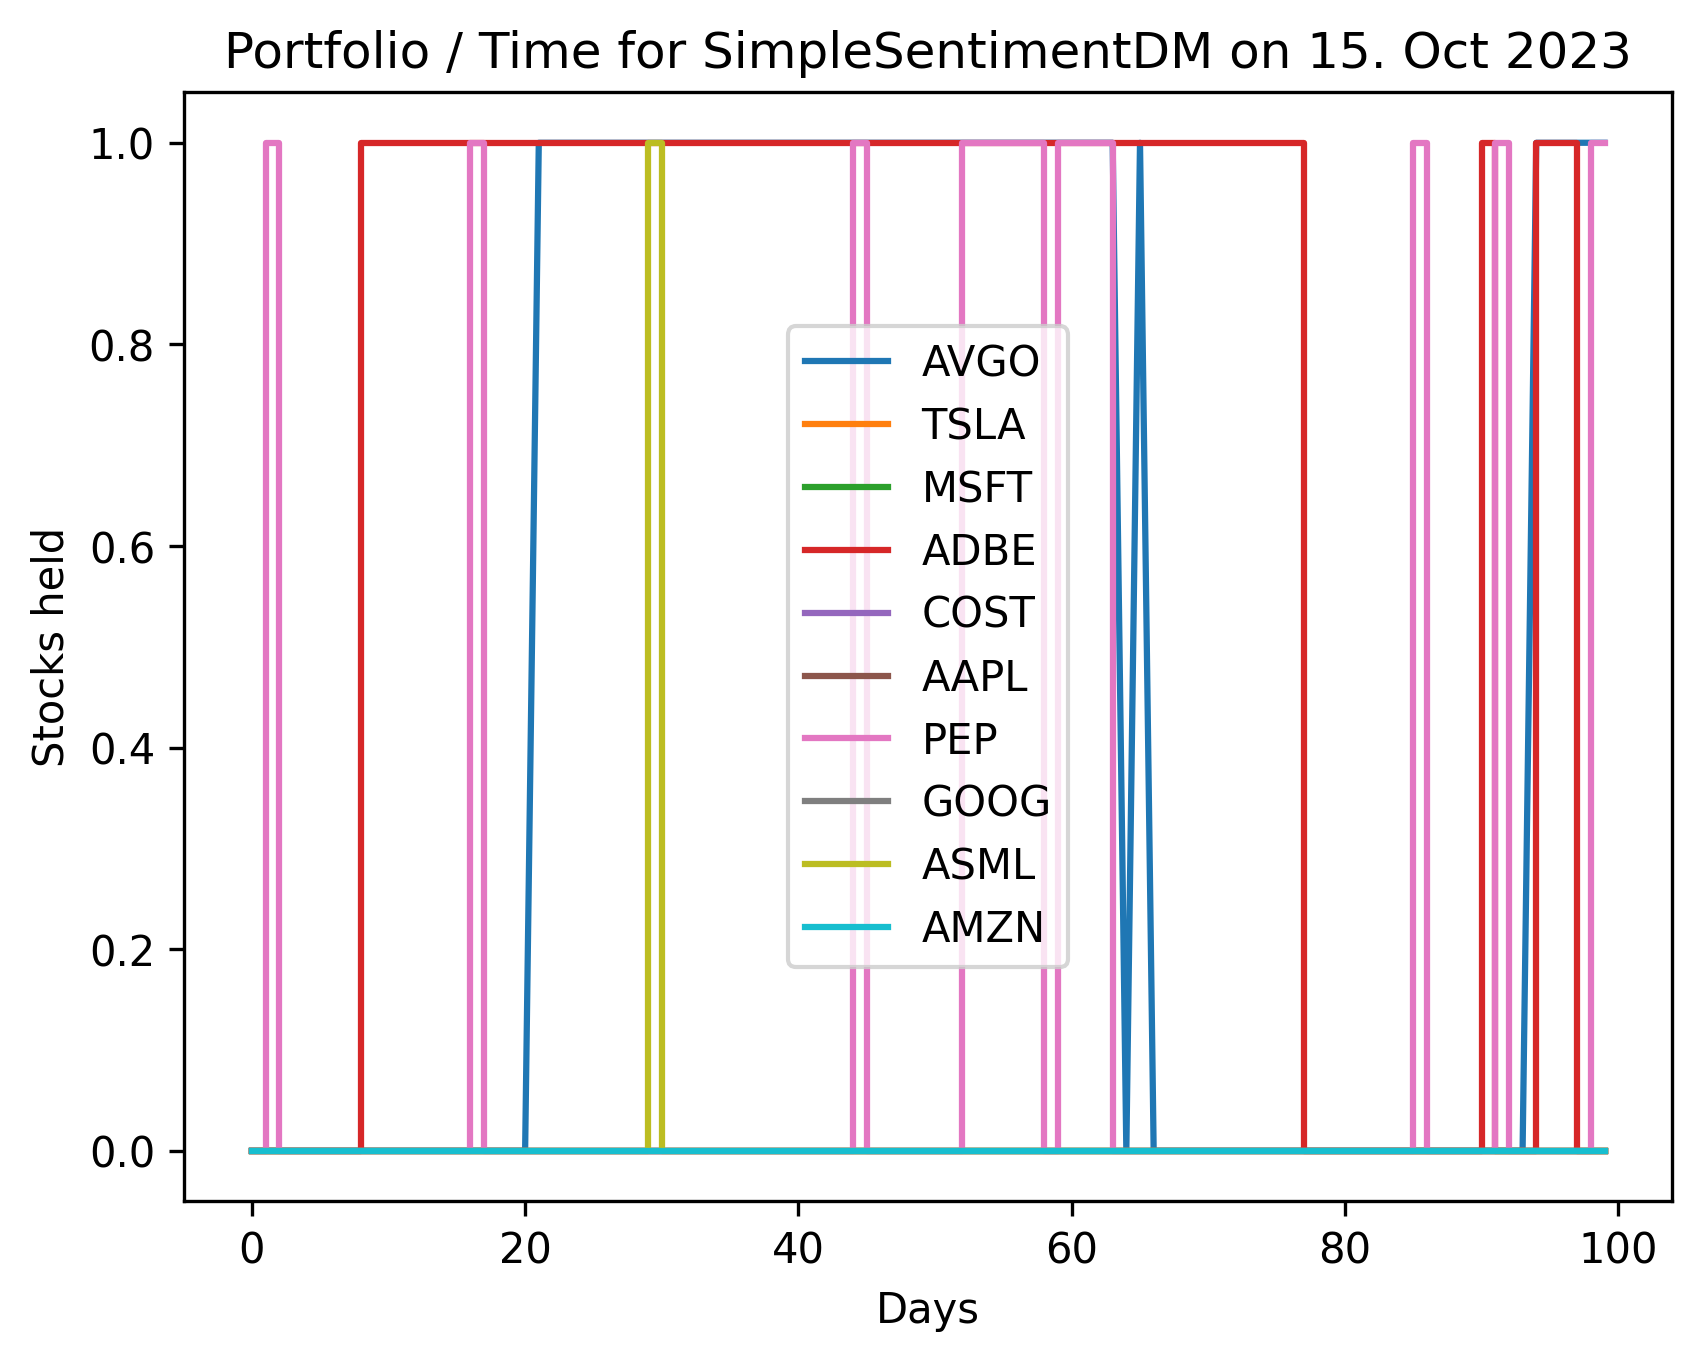 Portfolio / Time for SimpleSentimentDM on 15. Oct 2023
1.0
0.8
0.6
0.4
0.2
0.0
Stocks held
AVGO
TSLA
MSFT
ADBE
COST
AAPL
PEP
GOOG
ASML
AMZN
0 20 40 60 80 100
Days